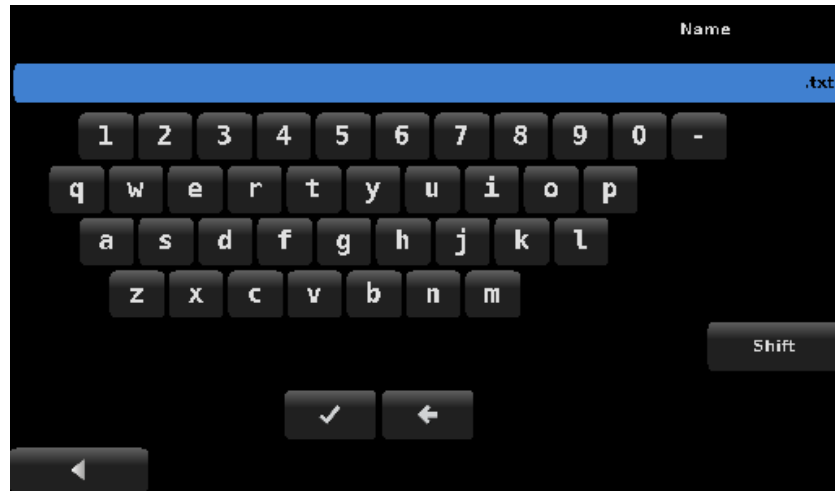 Name
.txt
1 2 3 4 5 6 7 8 9 0 -
q w e r t y u i o p
a s d f g h j k l
z x c v b n m
Shift